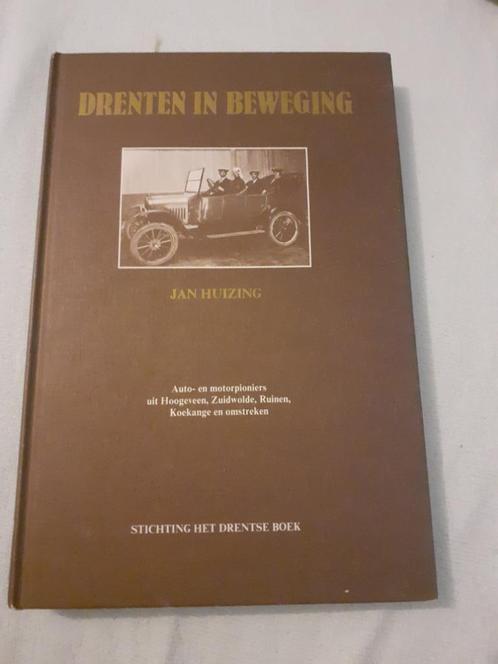 DRENTEN IN BEWEGING
JAN HUIZING
Auto- en motorpioniers
uit Hoogeveen, Zuidwolde, Ruinen,
Koekange en omstreken
STICHTING HET DRENTSE BOEK